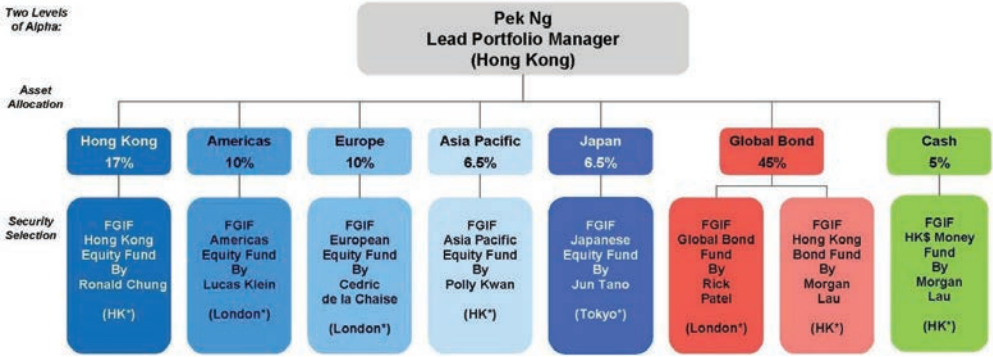 Two Levels
of Alpha:
Pek Ng
Lead Portfolio Manager
(Hong Kong)
Asset
Allocation
Hong Kong
17%
Americas
10%
Europe
10%
Asia Pacific
6.5%
Japan
6.5%
Global Bond
45%
Cash
5%
Security
Selection
FGIF
Hong Kong
Equity Fund
By
Ronald Chung
(HK*)
FGIF
Americas
Equity Fund
By
Lucas Klein
(London*)
FGIF
European
Equity Fund
By
Cedric
de la Chaise
(London*)
FGIF
Asia Pacific
Equity Fund
By
Polly Kwan
(HK*)
FGIF
Japanese
Equity Fund
By
Jun Tano
(Tokyo*)
FGIF
Global Bond
Fund
By
Rick
Patel
(London*)
FGIF
Hong Kong
Bond Fund
By
Morgan
Lau
(HK*)
FGIF
HK$ Money
Fund
By
Morgan
Lau
(HK*)